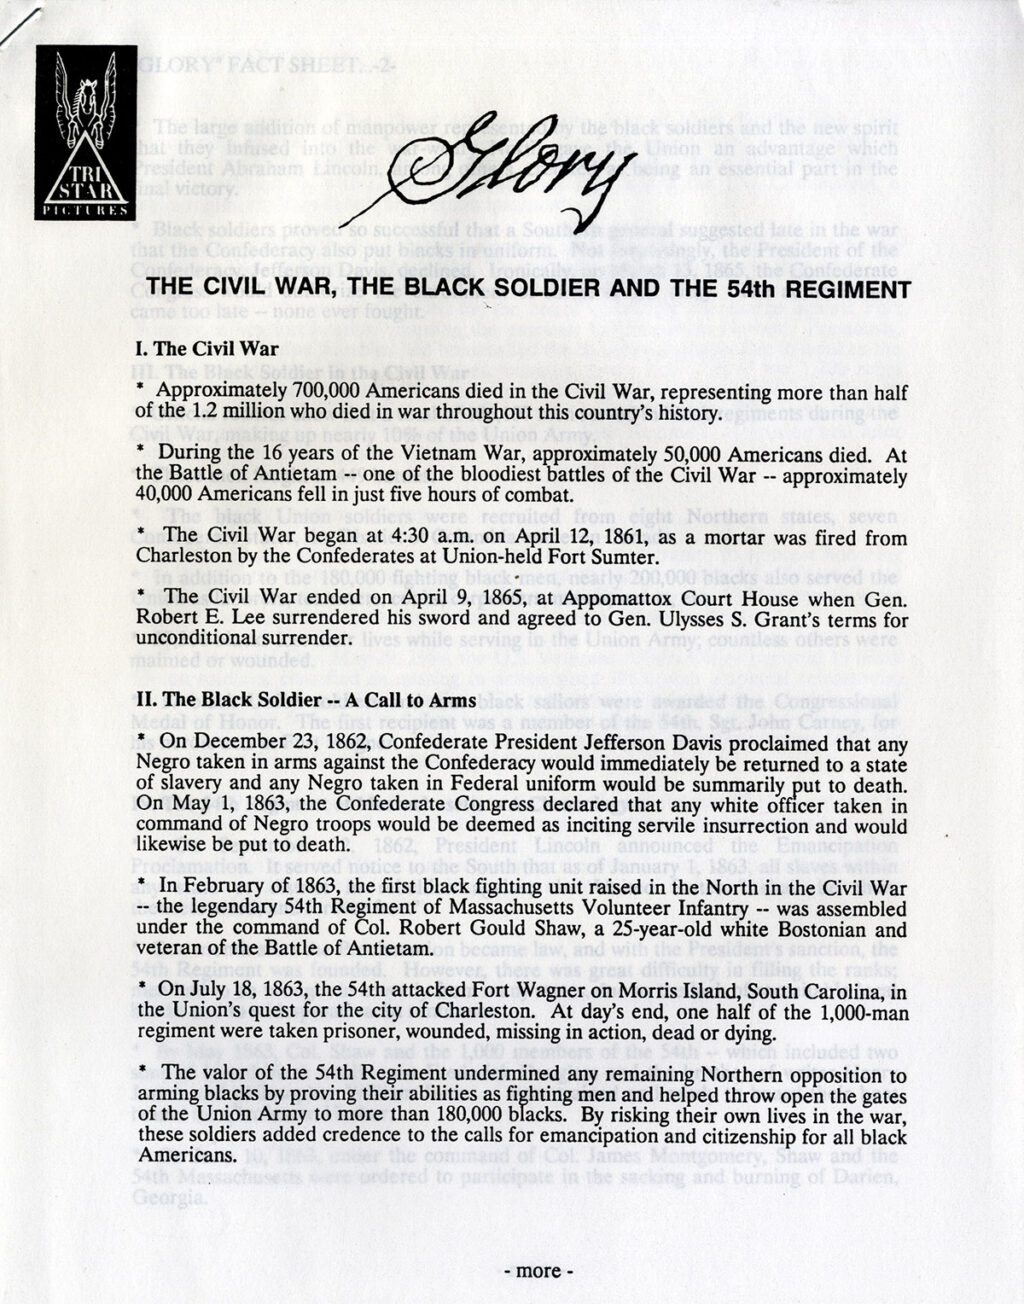 TRI
STAR
PICTURES
Glory
THE CIVIL WAR, THE BLACK SOLDIER AND THE 54th REGIMENT
I. The Civil War
* Approximately 700,000 Americans died in the Civil War, representing more than half
of the 1.2 million who died in war throughout this country's history.
* During the 16 years of the Vietnam War, approximately 50,000 Americans died. At
the Battle of Antietam -- one of the bloodiest battles of the Civil War -- approximately
40,000 Americans fell in just five hours of combat.
* The Civil War began at 4:30 a.m. on April 12, 1861, as a mortar was fired from
Charleston by the Confederates at Union-held Fort Sumter.
* The Civil War ended on April 9, 1865, at Appomattox Court House when Gen.
Robert E. Lee surrendered his sword and agreed to Gen. Ulysses S. Grant's terms for
unconditional surrender.
II. The Black Soldier -- A Call to Arms
* On December 23, 1862, Confederate President Jefferson Davis proclaimed that any
Negro taken in arms against the Confederacy would immediately be returned to a state
of slavery and any Negro taken in Federal uniform would be summarily put to death.
On May 1, 1863, the Confederate Congress declared that any white officer taken in
command of Negro troops would be deemed as inciting servile insurrection and would
likewise be put to death.
* In February of 1863, the first black fighting unit raised in the North in the Civil War
-- the legendary 54th Regiment of Massachusetts Volunteer Infantry -- was assembled
under the command of Col. Robert Gould Shaw, a 25-year-old white Bostonian and
veteran of the Battle of Antietam.
* On July 18, 1863, the 54th attacked Fort Wagner on Morris Island, South Carolina, in
the Union's quest for the city of Charleston. At day's end, one half of the 1,000-man
regiment were taken prisoner, wounded, missing in action, dead or dying.
* The valor of the 54th Regiment undermined any remaining Northern opposition to
arming blacks by proving their abilities as fighting men and helped throw open the gates
of the Union Army to more than 180,000 blacks. By risking their own lives in the war,
these soldiers added credence to the calls for emancipation and citizenship for all black
Americans.
- more -